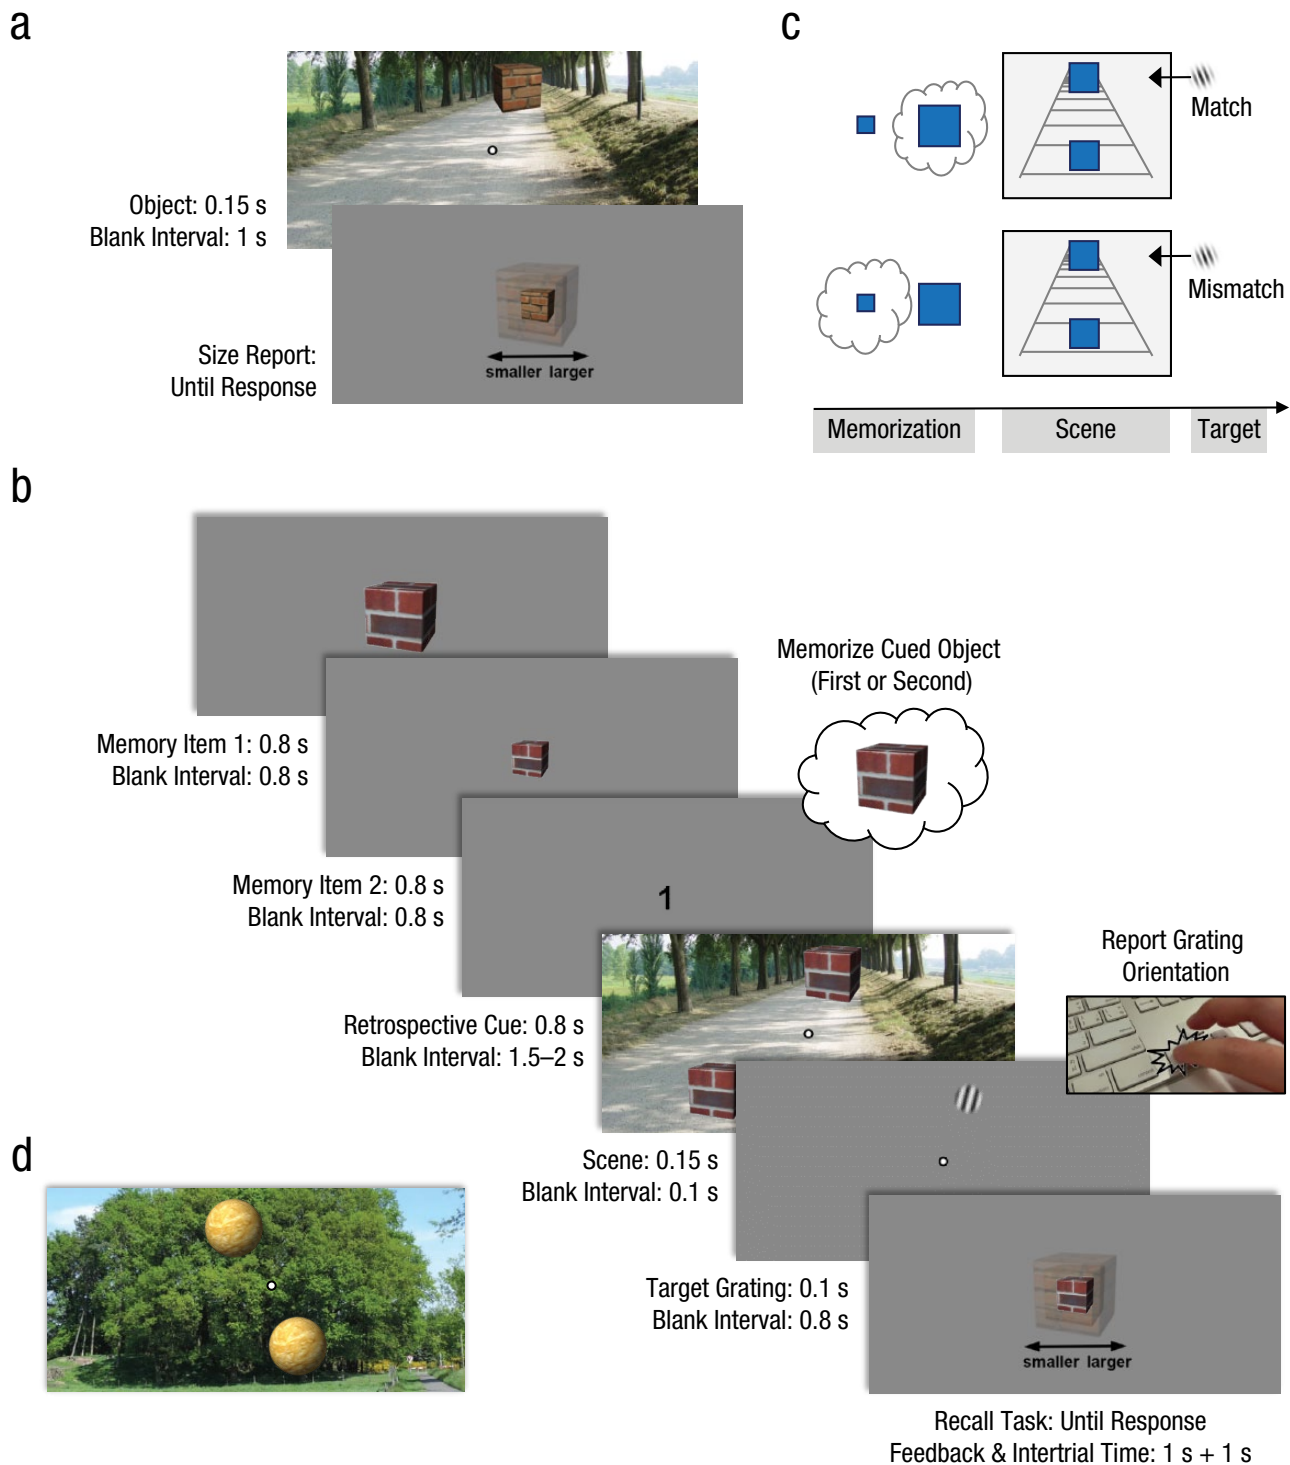 a
Object: 0.15 s
Blank Interval: 1 s
smaller larger
Size Report:
Until Response
c
Match
Mismatch
Memorization
Scene
Target
b
Memorize Cued Object
(First or Second)
Memory Item 1: 0.8 s
Blank Interval: 0.8 s
Memory Item 2: 0.8 s
Blank Interval: 0.8 s
1
Report Grating
Orientation
Retrospective Cue: 0.8 s
Blank Interval: 1.5–2 s
Scene: 0.15 s
Blank Interval: 0.1 s
Target Grating: 0.1 s
Blank Interval: 0.8 s
smaller larger
Recall Task: Until Response
Feedback & Intertrial Time: 1 s + 1 s
d